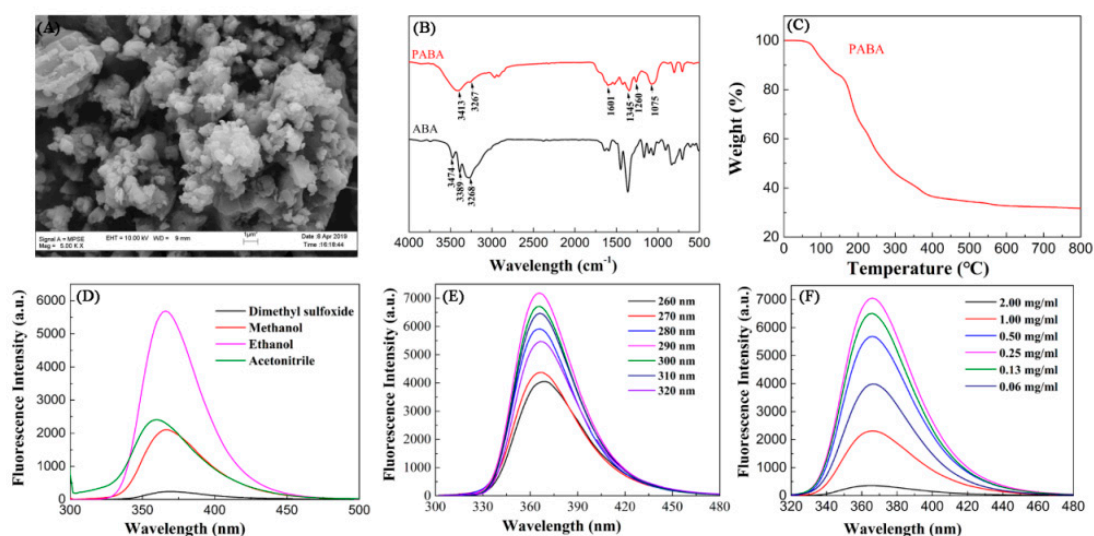 (A)
Signal A = MPSE
Mag = 5.00 K X
EHT = 10.00 kV
WD = 9 mm
1μm
Date :8 Apr 2019
Time :16:18:44
(B)
PABA
3413
3267
1601
1345
1260
1075
ABA
3474
3389
3268
4000 3500 3000 2500 2000 1500 1000 500
Wavelength (cm-1)
(C)
PABA
Weight (%)
100
80
60
40
20
0 100 200 300 400 500 600 700 800
Temperature (℃)
(D)
Fluorescence Intensity (a.u.)
6000
5000
4000
3000
2000
1000
0
Dimethyl sulfoxide
Methanol
Ethanol
Acetonitrile
300 350 400 450 500
Wavelength (nm)
(E)
Fluorescence Intensity (a.u.)
7000
6000
5000
4000
3000
2000
1000
0
260 nm
270 nm
280 nm
290 nm
300 nm
310 nm
320 nm
300 330 360 390 420 450 480
Wavelength (nm)
(F)
Fluorescence Intensity (a.u.)
7000
6000
5000
4000
3000
2000
1000
0
2.00 mg/ml
1.00 mg/ml
0.50 mg/ml
0.25 mg/ml
0.13 mg/ml
0.06 mg/ml
320 340 360 380 400 420 440 460 480
Wavelength (nm)